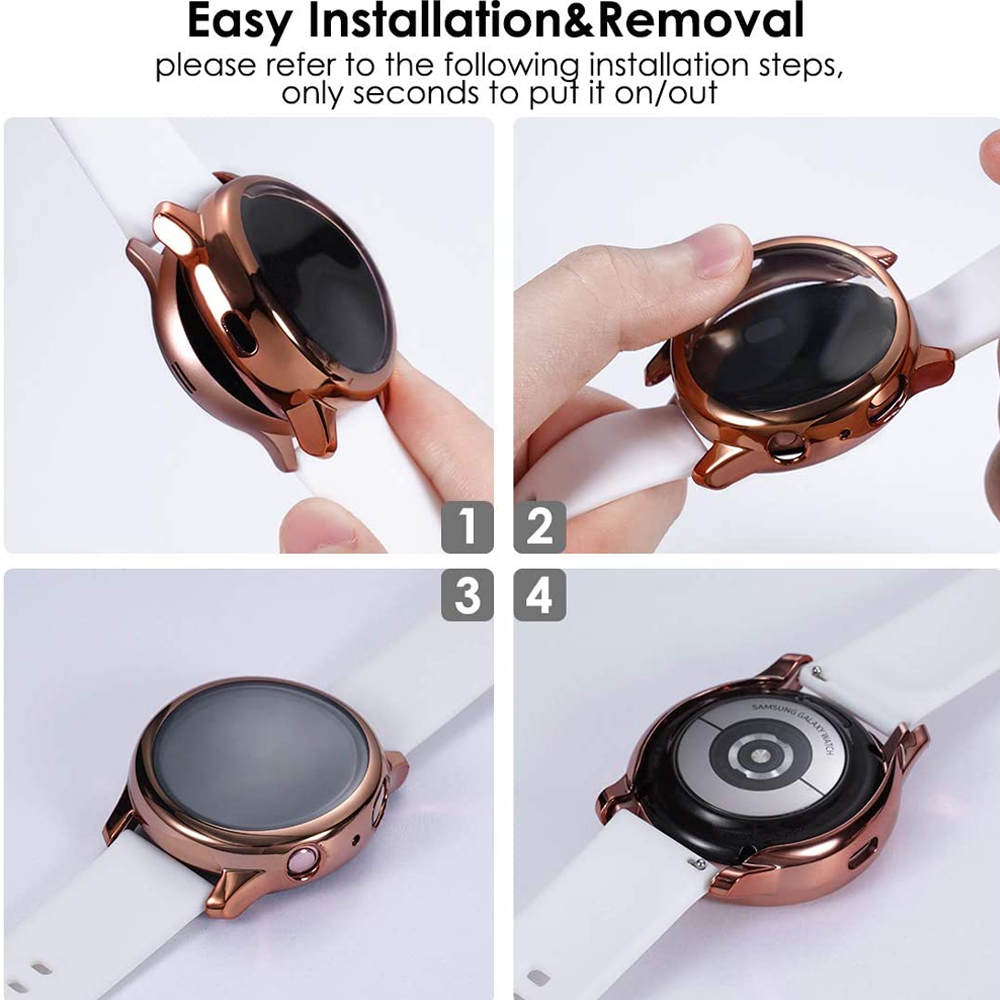 Easy Installation&Removal
please refer to the following installation steps,
only seconds to put it on/out
1
2
3
4
SAMSUNG GALAXY WATCH